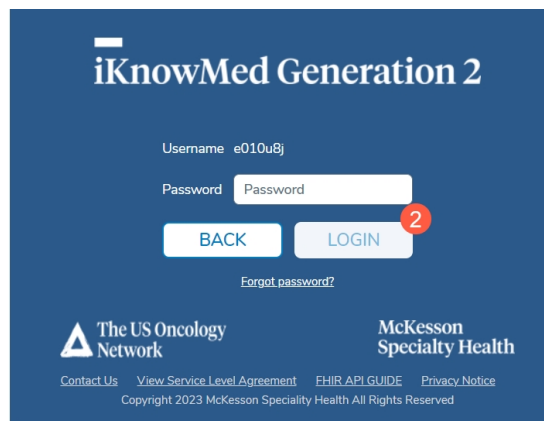 iKnowMed Generation 2
Username e010u8j
Password Password
2
BACK LOGIN
Forgot password?
The US Oncology
Network
McKesson
Specialty Health
Contact Us View Service Level Agreement FHIR API GUIDE Privacy Notice
Copyright 2023 McKesson Speciality Health All Rights Reserved